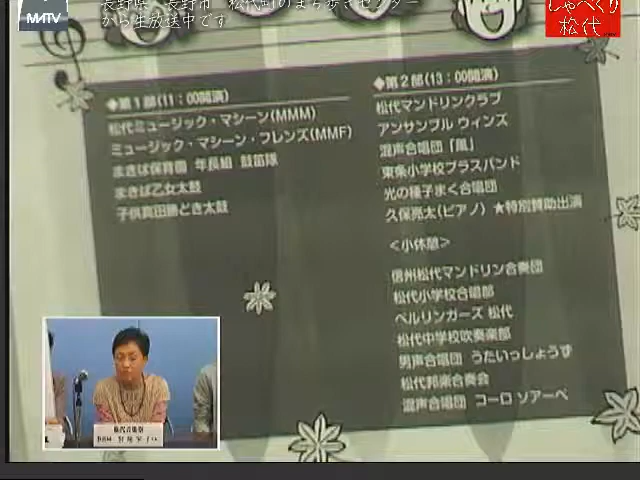 MATV
長野県 長野市 松代町のまち歩きセンター
から生放送中です
しゃべくり
松代
◆第1部(11:00開演)
松代ミュージック・マシーン(MMM)
ミュージック・マシーン・フレンズ(MMF)
まきば保育園 年長組 鼓笛隊
まきば乙女太鼓
子供真田勝どき太鼓
◆第2部(13:00開演)
松代マンドリンクラブ
アンサンブル ウィンズ
混声合唱団「風」
東条小学校ブラスバンド
光の種子まく合唱団
久保亮太(ピアノ) ★特別賛助出演
<小休憩>
信州松代マンドリン合奏団
松代小学校合唱部
ベルリンガーズ 松代
松代中学校吹奏楽部
男声合唱団 うたいっしょうず
松代邦楽合奏会
混声合唱団 コーロ ソアーベ
松代音楽祭